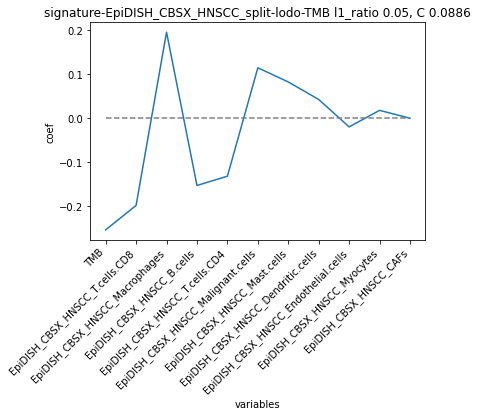 signature-EpiDISH_CBSX_HNSCC_split-lodo-TMB l1_ratio 0.05, C 0.0886
0.2
0.1
0.0
−0.1
−0.2
coef
TMB
EpiDISH_CBSX_HNSCC_T.cells.CD8
EpiDISH_CBSX_HNSCC_Macrophages
EpiDISH_CBSX_HNSCC_B.cells
EpiDISH_CBSX_HNSCC_T.cells.CD4
EpiDISH_CBSX_HNSCC_Malignant.cells
EpiDISH_CBSX_HNSCC_Mast.cells
EpiDISH_CBSX_HNSCC_Dendritic.cells
EpiDISH_CBSX_HNSCC_Endothelial.cells
EpiDISH_CBSX_HNSCC_Myocytes
EpiDISH_CBSX_HNSCC_CAFs
variables